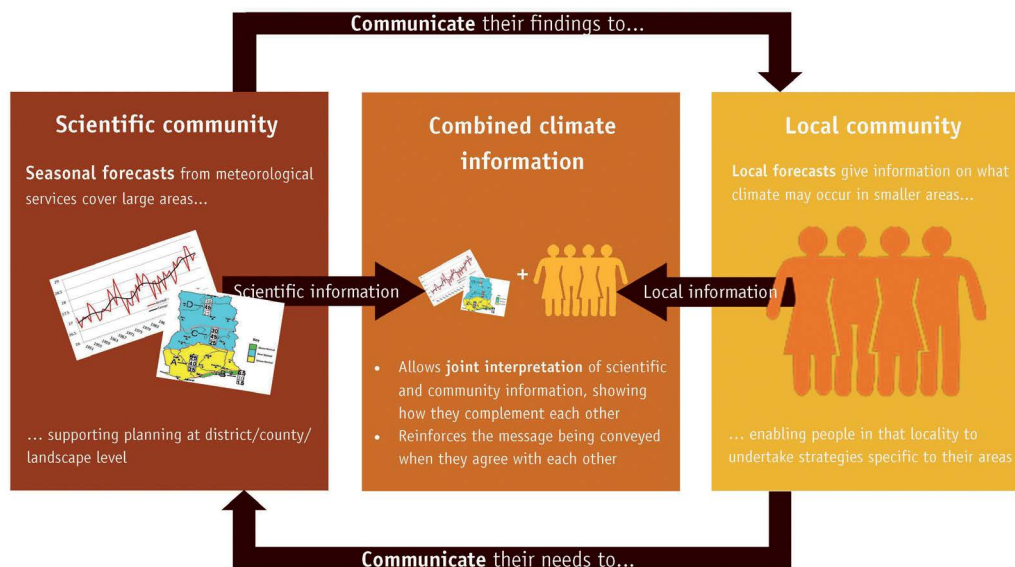 Communicate their findings to...
Scientific community
Seasonal forecasts from meteorological
services cover large areas...
... supporting planning at district/county/
landscape level
Scientific information
Combined climate
information
+
• Allows joint interpretation of scientific
and community information, showing
how they complement each other
• Reinforces the message being conveyed
when they agree with each other
Local information
Local community
Local forecasts give information on what
climate may occur in smaller areas...
... enabling people in that locality to
undertake strategies specific to their areas
Communicate their needs to...